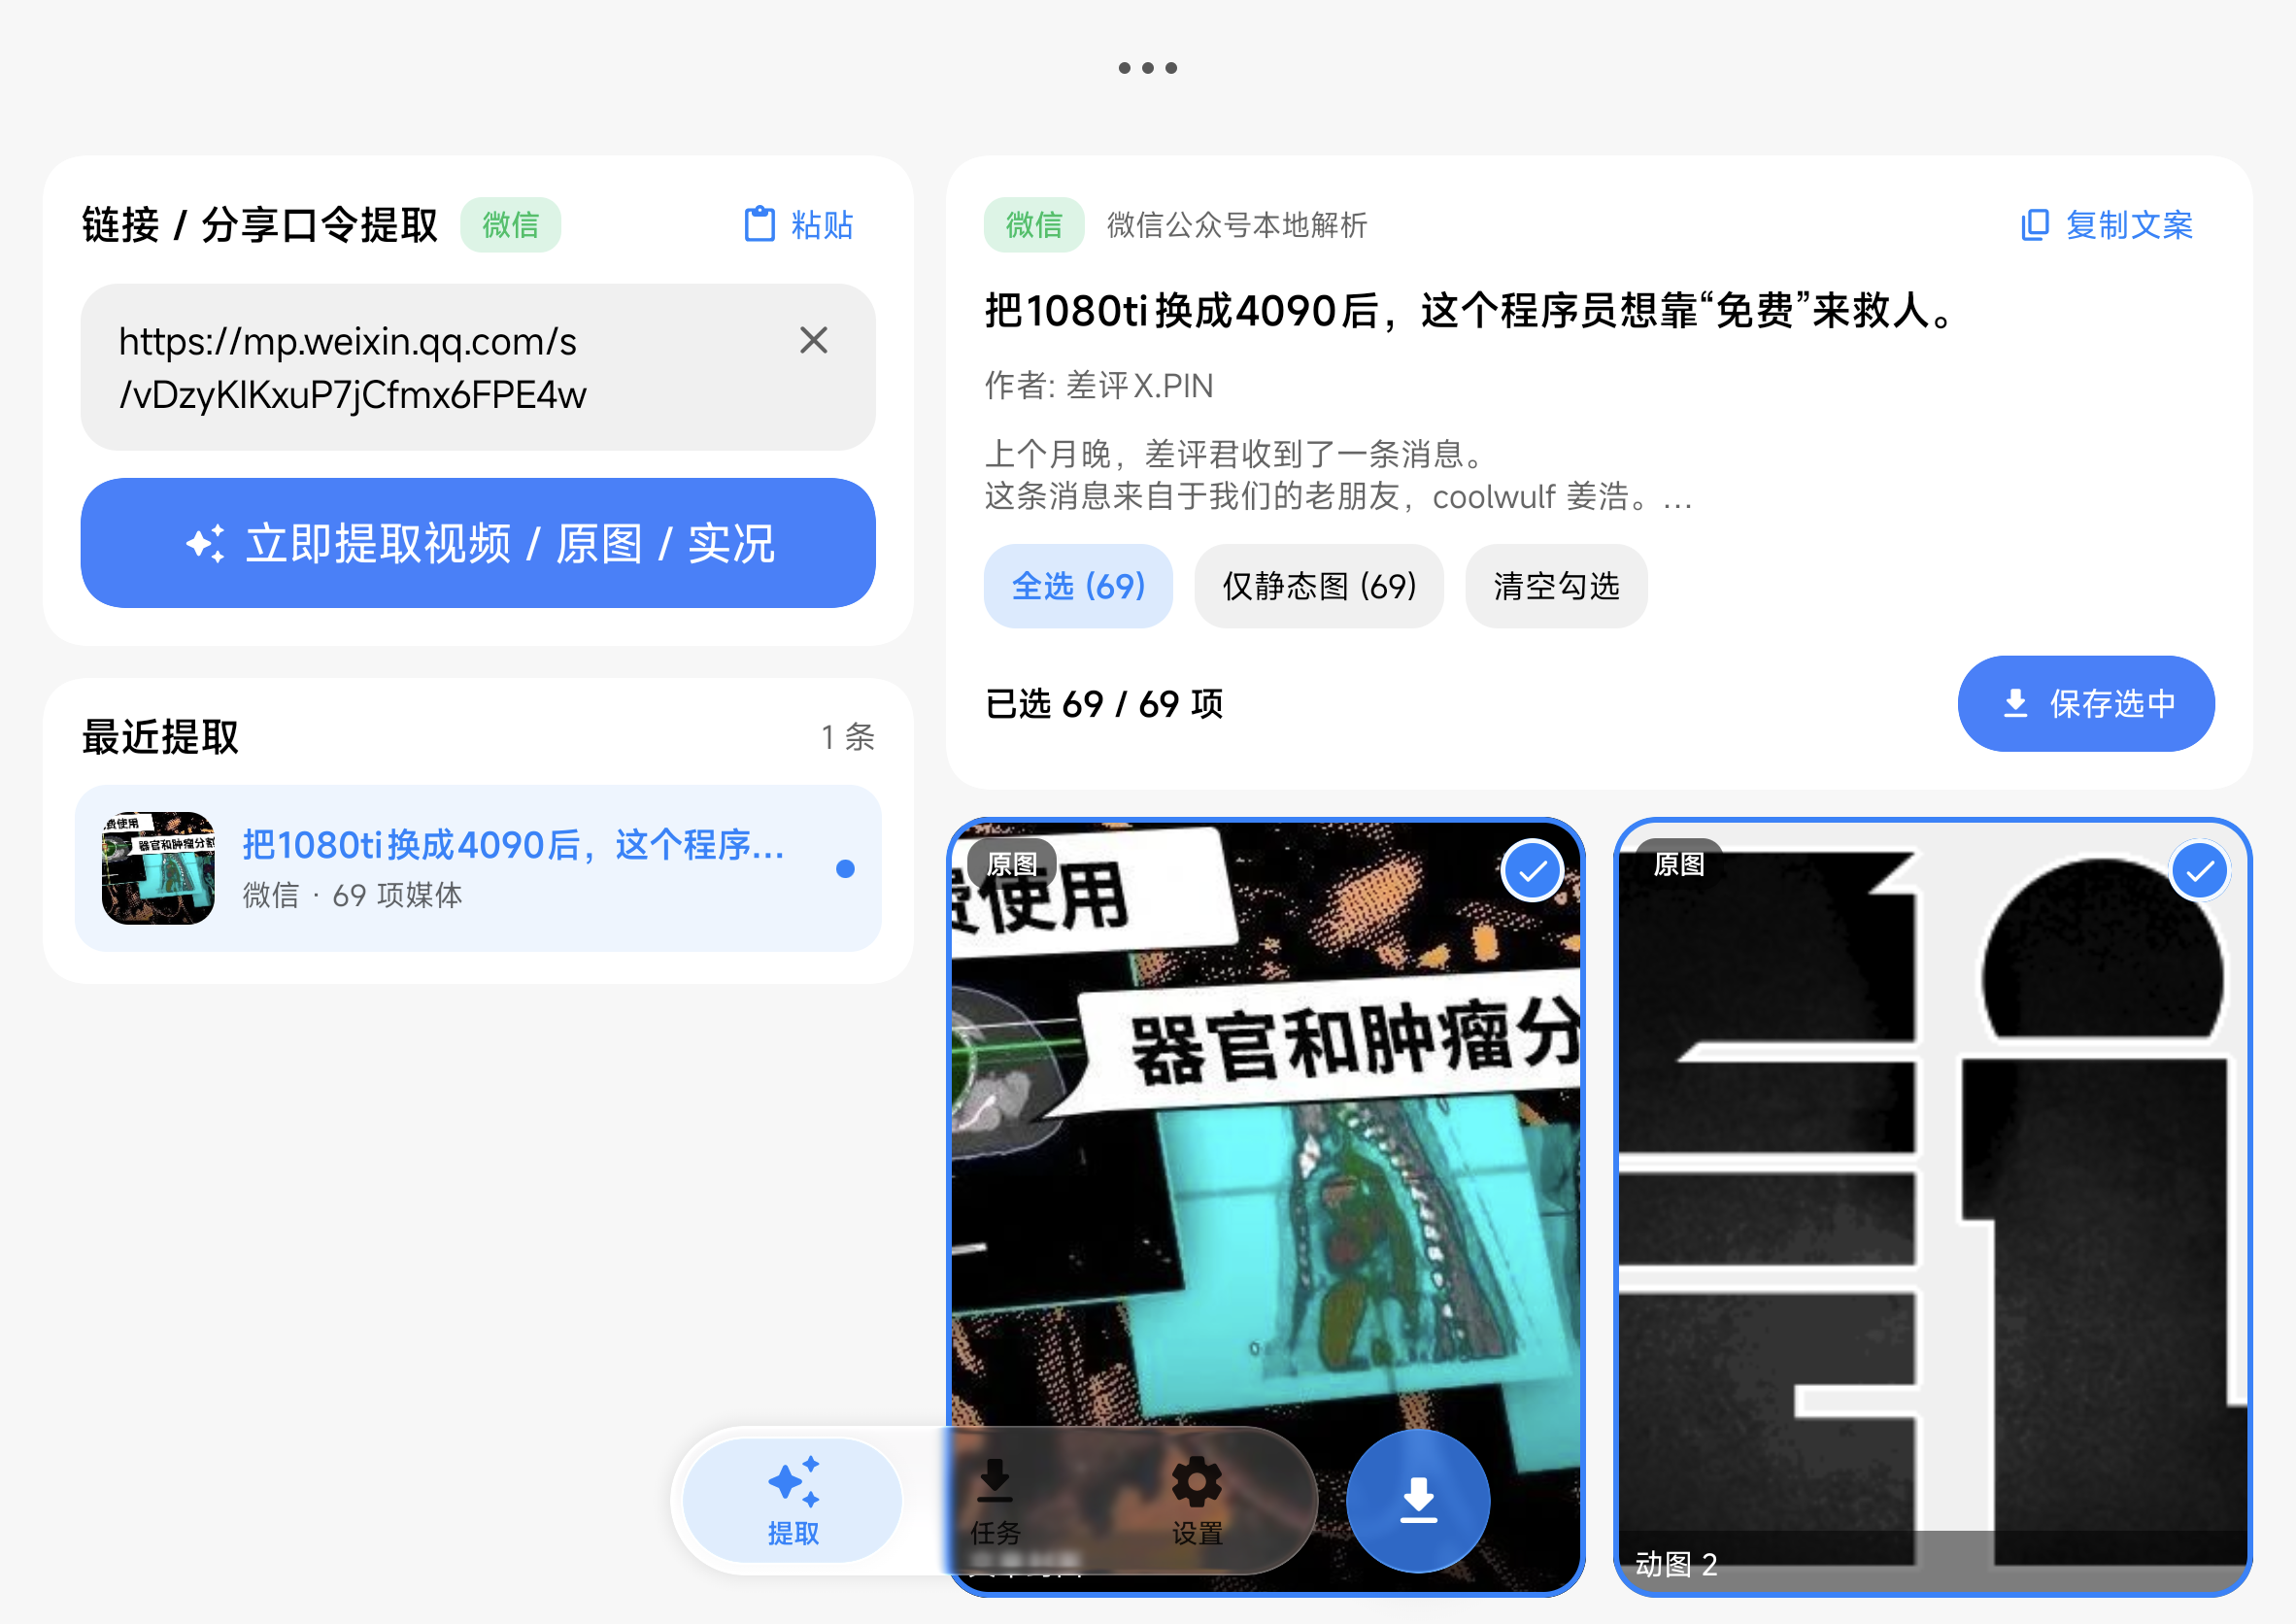 链接 / 分享口令提取
微信
粘贴
https://mp.weixin.qq.com/s
/vDzyKIKxuP7jCfmx6FPE4w
立即提取视频 / 原图 / 实况
最近提取
1 条
把1080ti换成4090后，这个程序...
微信 · 69 项媒体
微信
微信公众号本地解析
复制文案
把1080ti换成4090后，这个程序员想靠“免费”来救人。
作者: 差评X.PIN
上个月晚，差评君收到了一条消息。
这条消息来自于我们的老朋友，coolwulf 姜浩。...
全选 (69)
仅静态图 (69)
清空勾选
已选 69 / 69 项
保存选中
原图
费使用
器官和肿瘤分
原图
动图 2
提取
任务
设置